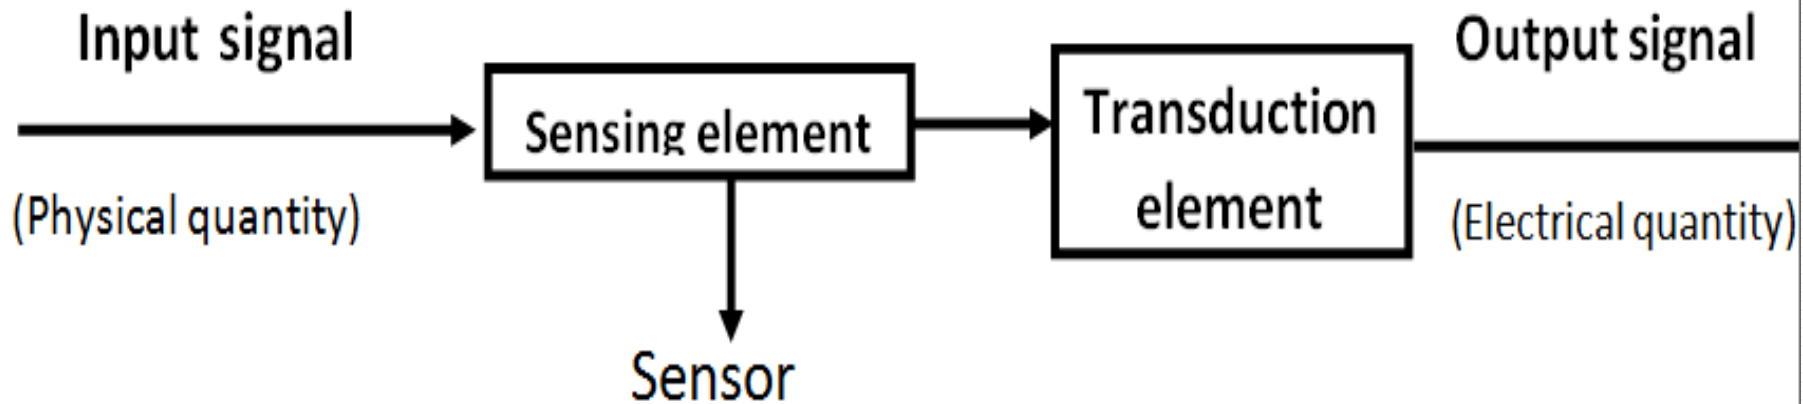 Input signal
(Physical quantity)
Sensing element
Sensor
Transduction
element
Output signal
(Electrical quantity)